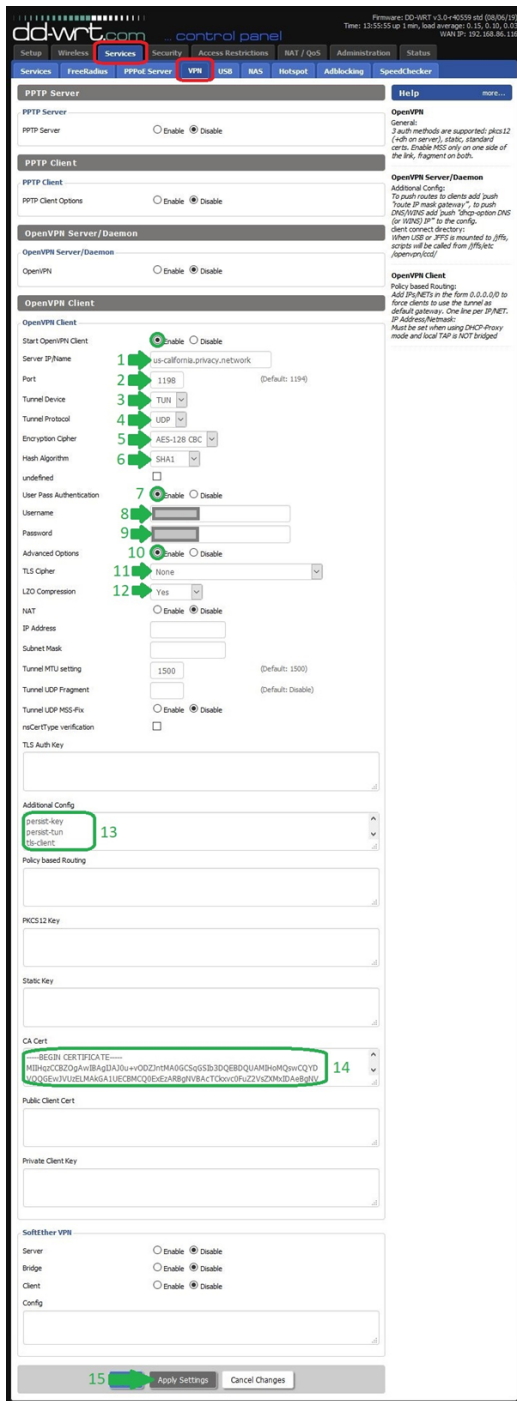 dd-wrt.com ... control panel
Firmware: DD-WRT v3.0-r40559 std (08/06/19)
Time: 13:55:55 up 1 min, load average: 0.15, 0.10, 0.03
WAN IP: 192.168.86.116
Setup Wireless Services Security Access Restrictions NAT / QoS Administration Status
Services FreeRadius PPPoE Server VPN USB NAS Hotspot Adblocking SpeedChecker
PPTP Server
PPTP Server
PPTP Server Enable Disable
PPTP Client
PPTP Client
PPTP Client Options Enable Disable
OpenVPN Server/Daemon
OpenVPN Server/Daemon
OpenVPN Enable Disable
OpenVPN Client
OpenVPN Client
Start OpenVPN Client Enable Disable
Server IP/Name 1 us-california.privacy.network
Port 2 1198 (Default: 1194)
Tunnel Device 3 TUN
Tunnel Protocol 4 UDP
Encryption Cipher 5 AES-128 CBC
Hash Algorithm 6 SHA1
undefined
User Pass Authentication 7 Enable Disable
Username 8
Password 9
Advanced Options 10 Enable Disable
TLS Cipher 11 None
LZO Compression 12 Yes
NAT Enable Disable
IP Address
Subnet Mask
Tunnel MTU setting 1500 (Default: 1500)
Tunnel UDP Fragment (Default: Disable)
Tunnel UDP MSS-Fix Enable Disable
nsCertType verification
TLS Auth Key
Additional Config
persist-key
persist-tun 13
tls-client
Policy based Routing
PKCS12 Key
Static Key
CA Cert
-----BEGIN CERTIFICATE-----
MIIHqzCCBZOgAwIBAgIJAJ0u+vODZJntMA0GCSqGSIb3DQEBDQUAMIHoMQswCQYD 14
VQQGEwJVUzELMAkGA1UECBMCQ0ExEzARBgNVBAcTCkxvc0FuZ2VsZXMxIDAeBgNV
Public Client Cert
Private Client Key
SoftEther VPN
Server Enable Disable
Bridge Enable Disable
Client Enable Disable
Config
15 Apply Settings Cancel Changes
Help more...
OpenVPN
General:
3 auth methods are supported: pkcs12
(+dh on server), static, standard
certs. Enable MSS only on one side of
the link, fragment on both.
OpenVPN Server/Daemon
Additional Config:
To push routes to clients add 'push
"route IP mask gateway"', to push
DNS/WINS add 'push "dhcp-option DNS
(or WINS) IP"' to the config.
client connect directory:
When USB or JFFS is mounted to /jffs,
scripts will be called from /jffs/etc
/openvpn/ccd/
OpenVPN Client
Policy based Routing:
Add IPs/NETs in the form 0.0.0.0/0 to
force clients to use the tunnel as
default gateway. One line per IP/NET.
IP Address/Netmask:
Must be set when using DHCP-Proxy
mode and local TAP is NOT bridged